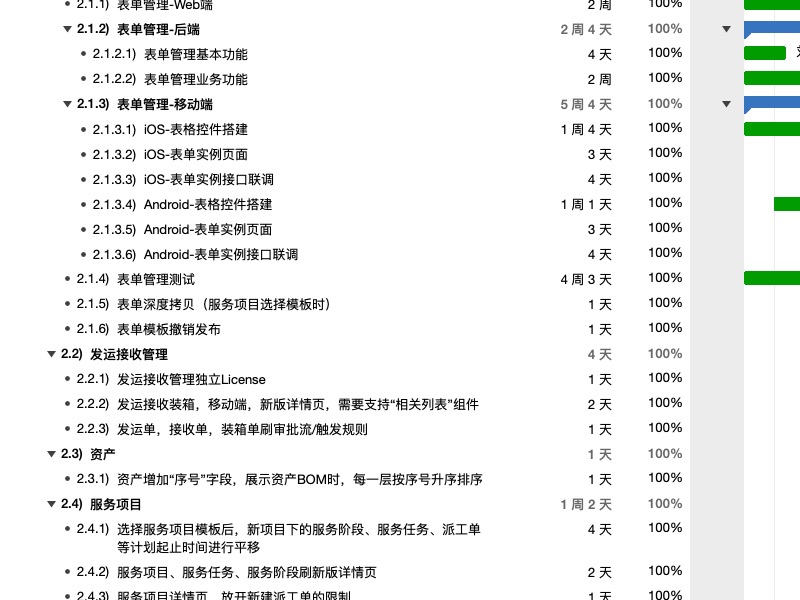 2.1.1) 表单管理-Web端 2 周 100%
2.1.2) 表单管理-后端 2 周 4 天 100%
2.1.2.1) 表单管理基本功能 4 天 100%
2.1.2.2) 表单管理业务功能 2 周 100%
2.1.3) 表单管理-移动端 5 周 4 天 100%
2.1.3.1) iOS-表格控件搭建 1 周 4 天 100%
2.1.3.2) iOS-表单实例页面 3 天 100%
2.1.3.3) iOS-表单实例接口联调 4 天 100%
2.1.3.4) Android-表格控件搭建 1 周 1 天 100%
2.1.3.5) Android-表单实例页面 3 天 100%
2.1.3.6) Android-表单实例接口联调 4 天 100%
2.1.4) 表单管理测试 4 周 3 天 100%
2.1.5) 表单深度拷贝（服务项目选择模板时） 1 天 100%
2.1.6) 表单模板撤销发布 1 天 100%
2.2) 发运接收管理 4 天 100%
2.2.1) 发运接收管理独立License 1 天 100%
2.2.2) 发运接收装箱，移动端，新版详情页，需要支持“相关列表”组件 2 天 100%
2.2.3) 发运单，接收单，装箱单刷审批流/触发规则 1 天 100%
2.3) 资产 1 天 100%
2.3.1) 资产增加“序号”字段，展示资产BOM时，每一层按序号升序排序 1 天 100%
2.4) 服务项目 1 周 2 天 100%
2.4.1) 选择服务项目模板后，新项目下的服务阶段、服务任务、派工单 4 天 100%
等计划起止时间进行平移
2.4.2) 服务项目、服务任务、服务阶段刷新版详情页 2 天 100%
2.4.3) 服务项目详情页，放开新建派工单的限制 1 天 100%